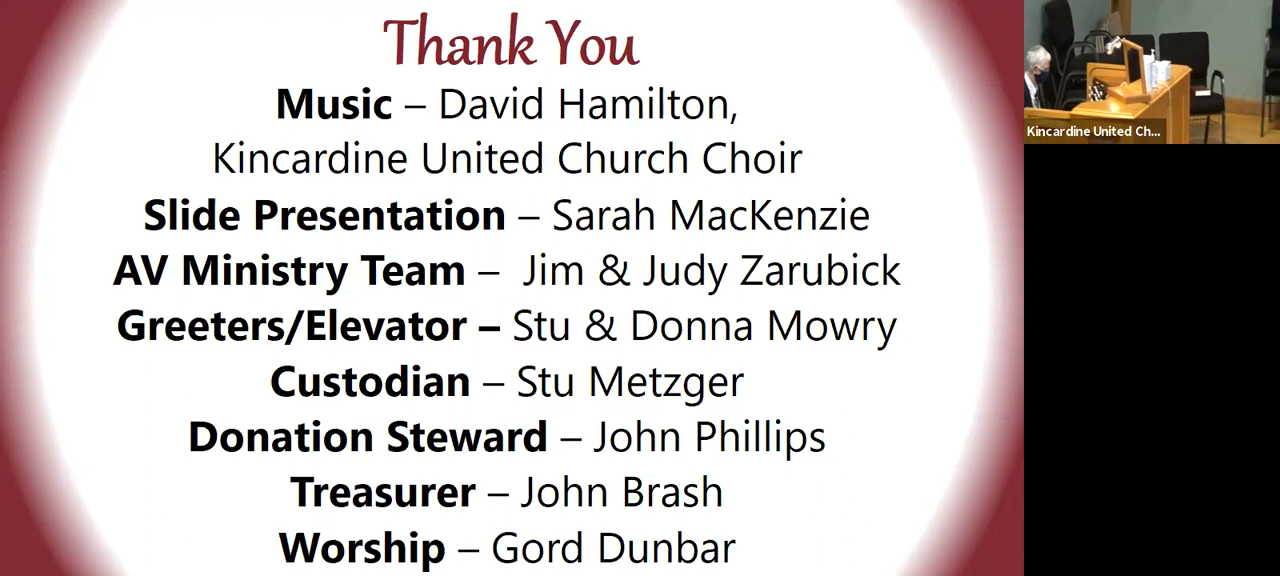 Thank You
Music – David Hamilton,
Kincardine United Church Choir
Slide Presentation – Sarah MacKenzie
AV Ministry Team – Jim & Judy Zarubick
Greeters/Elevator – Stu & Donna Mowry
Custodian – Stu Metzger
Donation Steward – John Phillips
Treasurer – John Brash
Worship – Gord Dunbar
Kincardine United Ch...